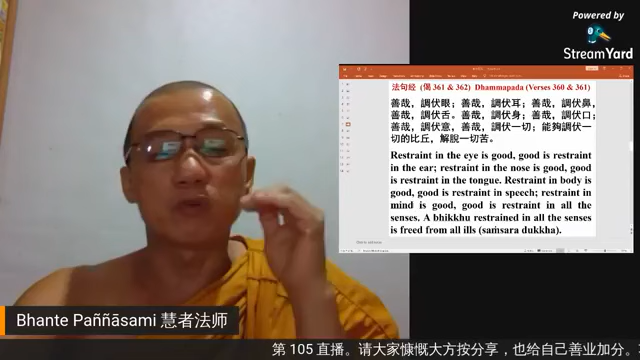 Powered by
StreamYard
法句经 (偈 361 & 362) Dhammapada (Verses 360 & 361)
善哉，調伏眼；善哉，調伏耳；善哉，調伏鼻，
善哉，調伏舌。善哉，調伏身；善哉，調伏口；
善哉，調伏意，善哉，調伏一切；能夠調伏一
切的比丘，解脫一切苦。
Restraint in the eye is good, good is restraint
in the ear; restraint in the nose is good, good
is restraint in the tongue. Restraint in body is
good, good is restraint in speech; restraint in
mind is good, good is restraint in all the
senses. A bhikkhu restrained in all the senses
is freed from all ills (saṁsara dukkha).
Bhante Paññāsami 慧者法师
第 105 直播。请大家慷慨大方按分享，也给自己善业加分。